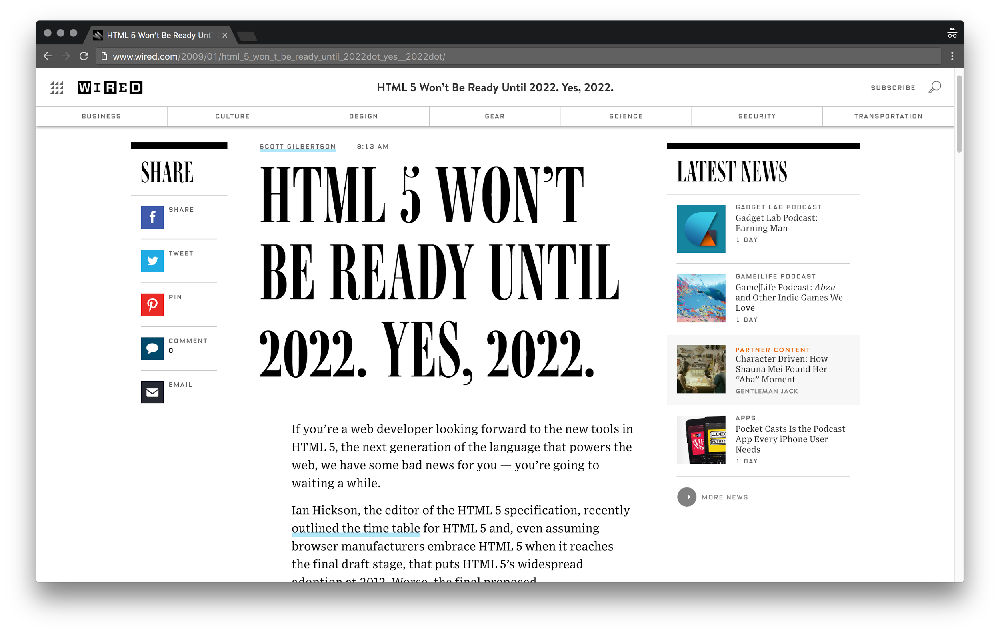 HTML 5 Won’t Be Ready Until
www.wired.com/2009/01/html_5_won_t_be_ready_until_2022dot_yes__2022dot/
WIRED
HTML 5 Won’t Be Ready Until 2022. Yes, 2022.
SUBSCRIBE
BUSINESS
CULTURE
DESIGN
GEAR
SCIENCE
SECURITY
TRANSPORTATION
SHARE
SHARE
TWEET
PIN
COMMENT
0
EMAIL
SCOTT GILBERTSON 8:13 AM
HTML 5 WON’T
BE READY UNTIL
2022. YES, 2022.
If you’re a web developer looking forward to the new tools in
HTML 5, the next generation of the language that powers the
web, we have some bad news for you — you’re going to
waiting a while.
Ian Hickson, the editor of the HTML 5 specification, recently
outlined the time table for HTML 5 and, even assuming
browser manufacturers embrace HTML 5 when it reaches
the final draft stage, that puts HTML 5’s widespread
adoption at 2012. Worse, the final proposed
LATEST NEWS
GADGET LAB PODCAST
Gadget Lab Podcast:
Earning Man
1 DAY
GAME|LIFE PODCAST
Game|Life Podcast: Abzu
and Other Indie Games We
Love
1 DAY
PARTNER CONTENT
Character Driven: How
Shauna Mei Found Her
“Aha” Moment
GENTLEMAN JACK
APPS
Pocket Casts Is the Podcast
App Every iPhone User
Needs
1 DAY
MORE NEWS